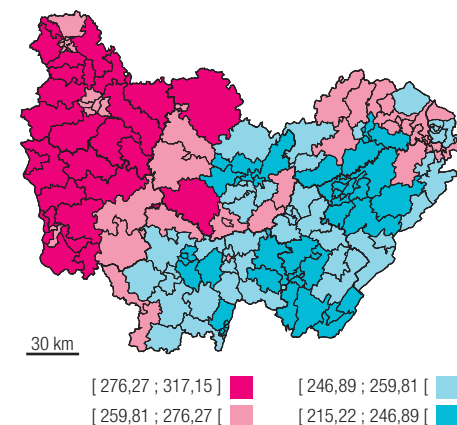 30 km
[ 276,27 ; 317,15 ] [ 246,89 ; 259,81 [
[ 259,81 ; 276,27 [ [ 215,22 ; 246,89 [